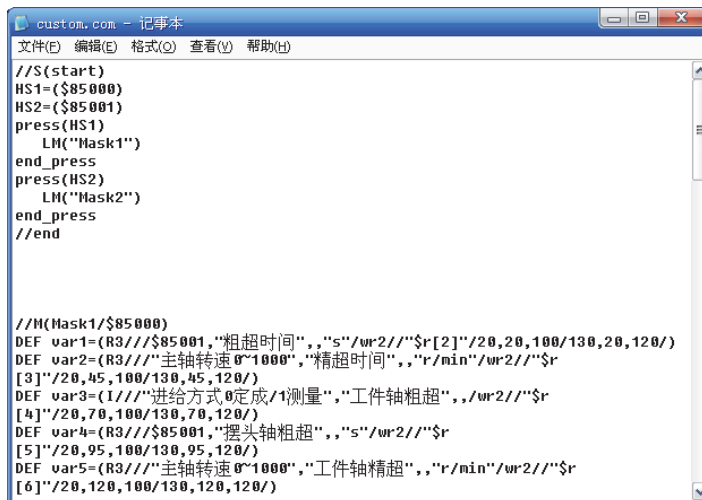 custom.com - 记事本
文件(F) 编辑(E) 格式(O) 查看(V) 帮助(H)
//S(start)
HS1=($85000)
HS2=($85001)
press(HS1)
LM("Mask1")
end_press
press(HS2)
LM("Mask2")
end_press
//end
//M(Mask1/$85000)
DEF var1=(R3///$85001,"粗超时间",,"s"/wr2//"$r[2]"/20,20,100/130,20,120/)
DEF var2=(R3///"主轴转速0~1000","精超时间",,"r/min"/wr2//"$r
[3]"/20,45,100/130,45,120/)
DEF var3=(I///"进给方式0定成/1测量","工件轴粗超",,/wr2//"$r
[4]"/20,70,100/130,70,120/)
DEF var4=(R3///$85001,"摆头轴粗超",,"s"/wr2//"$r
[5]"/20,95,100/130,95,120/)
DEF var5=(R3///"主轴转速0~1000","工件轴精超",,"r/min"/wr2//"$r
[6]"/20,120,100/130,120,120/)